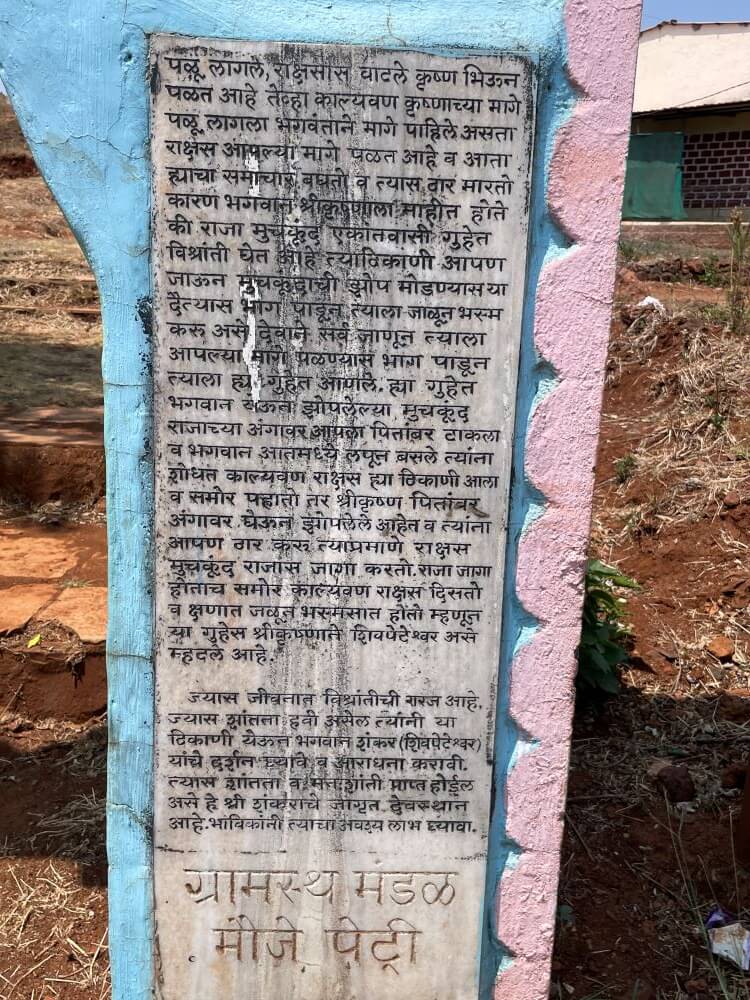 पळू लागले, राक्षसास वाटले कृष्ण भिऊन
पळत आहे तेव्हा काल्यवण कृष्णाच्या मागे
पळू लागला भगवंताने मागे पाहिले असता
राक्षस आपल्या मागे पळत आहे व आता
ह्याचा समाचार बघतो व त्यास ठार मारतो
कारण भगवान श्रीकृष्णाला माहीत होते
की राजा मुचकूंद एकांतवासी गुहेत
विश्रांती घेत आहे त्याठिकाणी आपण
जाऊन मुचकूंदाची झोप मोडण्यास या
दैत्यास भाग पाडून त्याला जाळून भस्म
करू असे देवाने सर्व जाणून त्याला
आपल्या मागे पळण्यास भाग पाडून
त्याला ह्या गुहेत आणले. ह्या गुहेत
भगवान येऊन झोपलेल्या मुचकूंद
राजाच्या अंगावर आपला पितांबर टाकला
व भगवान आतमध्ये लपून बसले त्यांना
शोधत काल्यवण राक्षस ह्या ठिकाणी आला
व समोर पहातो तर श्रीकृष्ण पितांबर
अंगावर घेऊन झोपलेले आहेत व त्यांना
आपण ठार करू त्याप्रमाणे राक्षस
मुचकूंद राजास जागा करतो. राजा जागा
होताच समोर काल्यवण राक्षस दिसतो
व क्षणात जळून भस्मसात होतो म्हणून
या गुहेस श्रीकृष्णाने शिवपेटेश्वर असे
म्हटले आहे.
ज्यास जीवनात विश्रांतीची गरज आहे,
ज्यास शांतता हवी असेल त्यांनी या
ठिकाणी येऊन भगवान शंकर (शिवपेटेश्वर)
यांचे दर्शन घ्यावे व आराधना करावी.
त्यास शांतता व मनःशांती प्राप्त होईल
असे हे श्री शंकराचे जागृत देवस्थान
आहे. भाविकांनी त्याचा अवश्य लाभ घ्यावा.
ग्रामस्थ मंडळ
मौजे पेट्री